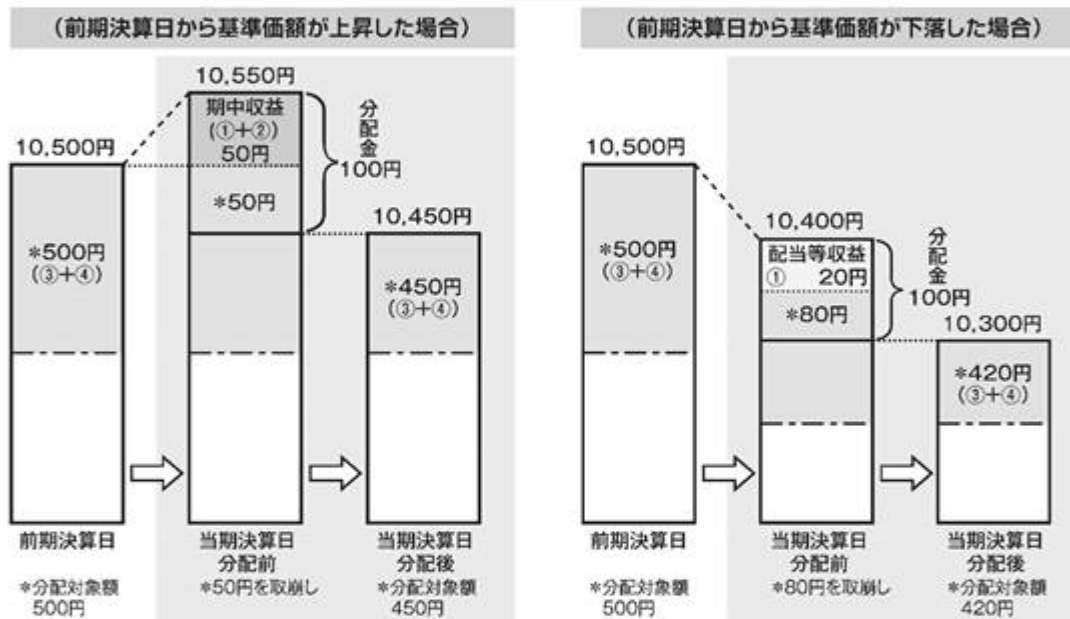 （前期決算日から基準価額が上昇した場合）
10,550円
期中収益
(①＋②)
50円
*50円
分配金
100円
10,500円
*500円
(③＋④)
10,450円
*450円
(③＋④)
前期決算日
*分配対象額
500円
当期決算日
分配前
*50円を取崩し
当期決算日
分配後
*分配対象額
450円
（前期決算日から基準価額が下落した場合）
10,500円
*500円
(③＋④)
10,400円
配当等収益
① 20円
*80円
分配金
100円
10,300円
*420円
(③＋④)
前期決算日
*分配対象額
500円
当期決算日
分配前
*80円を取崩し
当期決算日
分配後
*分配対象額
420円